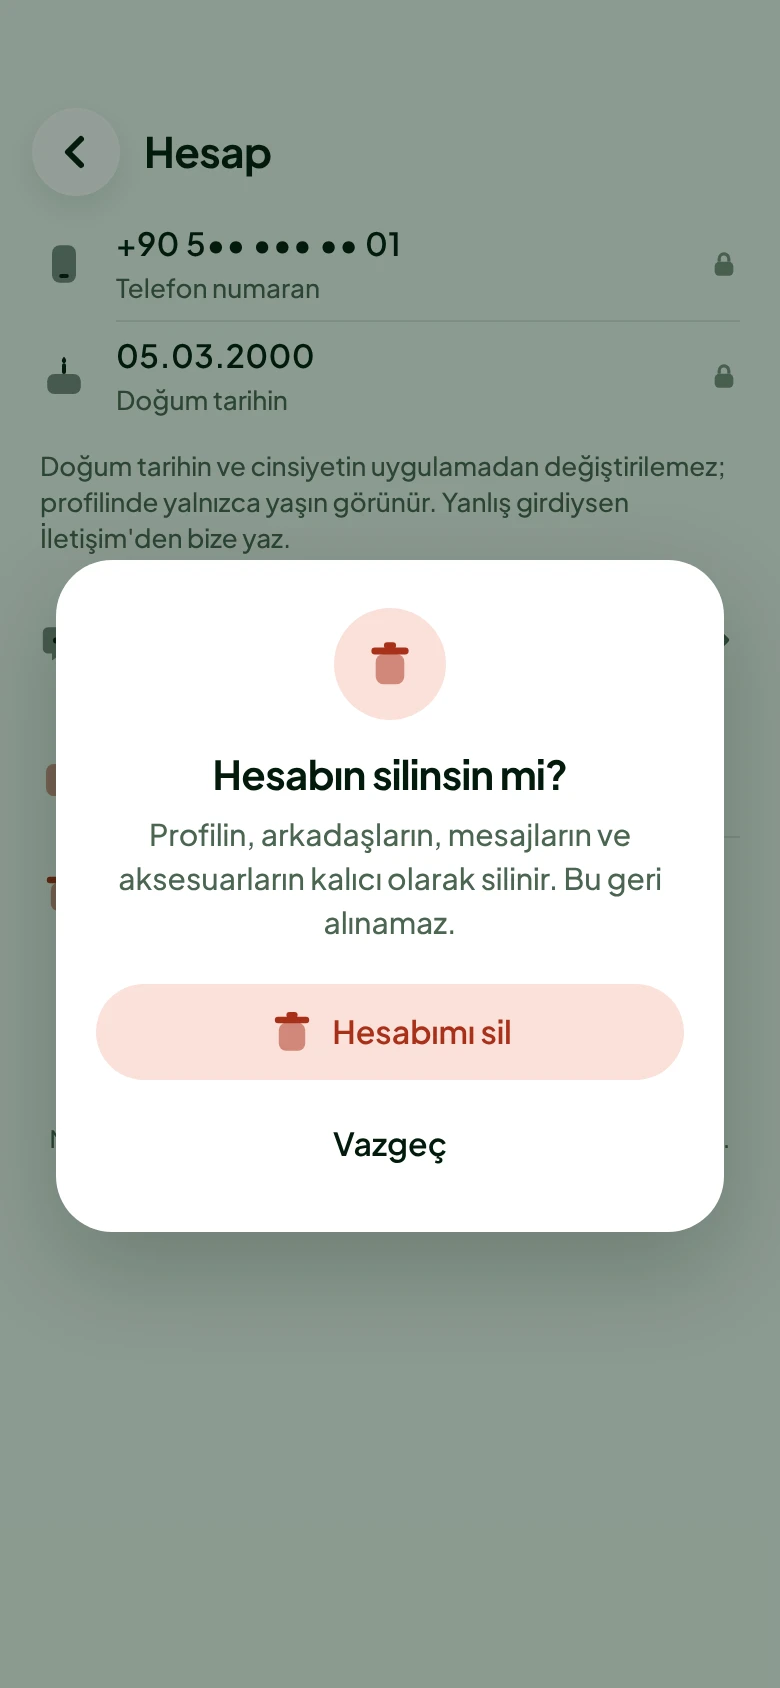 Hesap
+90 5●● ●●● ●● 01
Telefon numaran
05.03.2000
Doğum tarihin
Doğum tarihin ve cinsiyetin uygulamadan değiştirilemez;
profilinde yalnızca yaşın görünür. Yanlış girdiysen
İletişim'den bize yaz.
Hesabın silinsin mi?
Profilin, arkadaşların, mesajların ve
aksesuarların kalıcı olarak silinir. Bu geri
alınamaz.
Hesabımı sil
Vazgeç